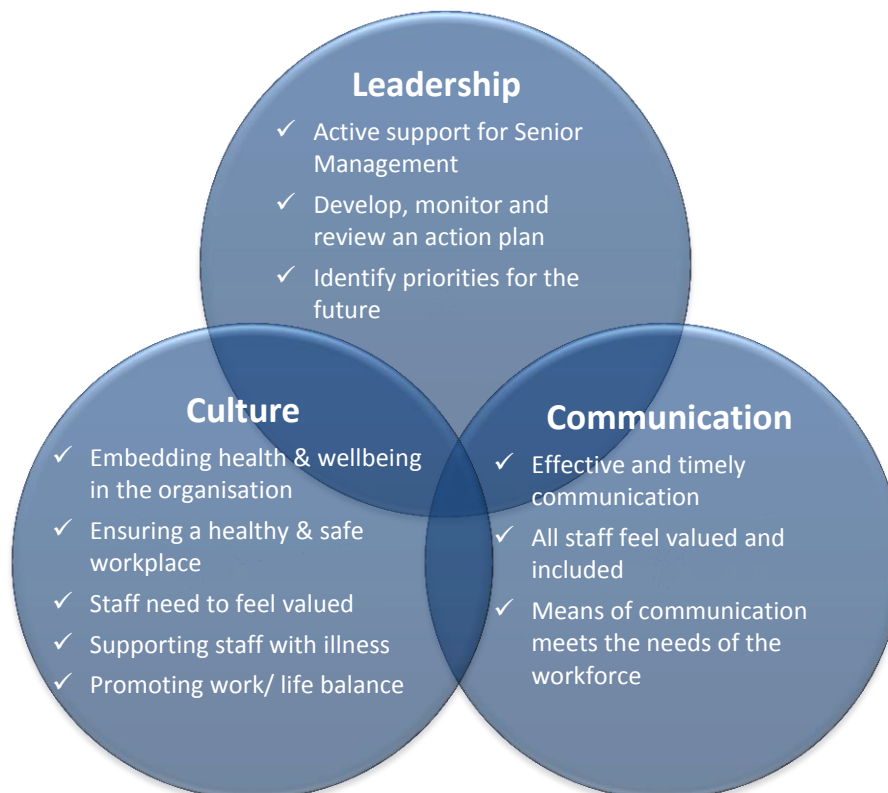 Leadership
✓ Active support for Senior
Management
✓ Develop, monitor and
review an action plan
✓ Identify priorities for the
future
Culture
✓ Embedding health & wellbeing
in the organisation
✓ Ensuring a healthy & safe
workplace
✓ Staff need to feel valued
✓ Supporting staff with illness
✓ Promoting work/ life balance
Communication
✓ Effective and timely
communication
✓ All staff feel valued and
included
✓ Means of communication
meets the needs of the
workforce